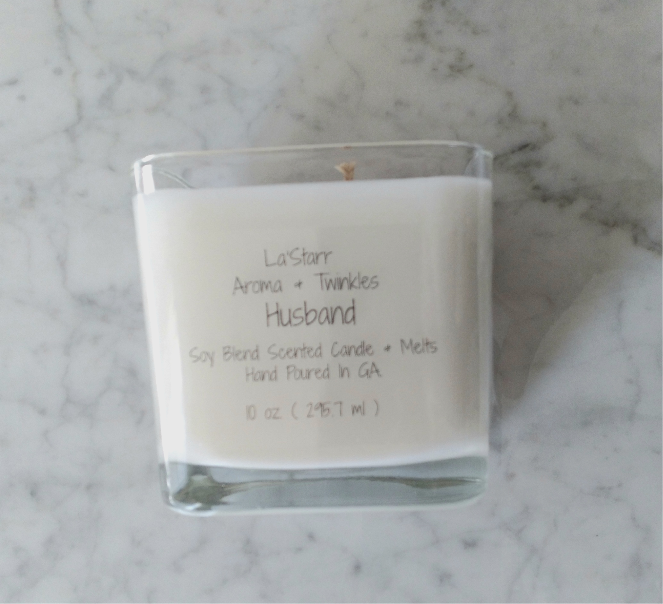 La'Starr
Aroma + Twinkles
Husband
Soy Blend Scented Candle + Melts
Hand Poured In GA
10 oz ( 295.7 ml )